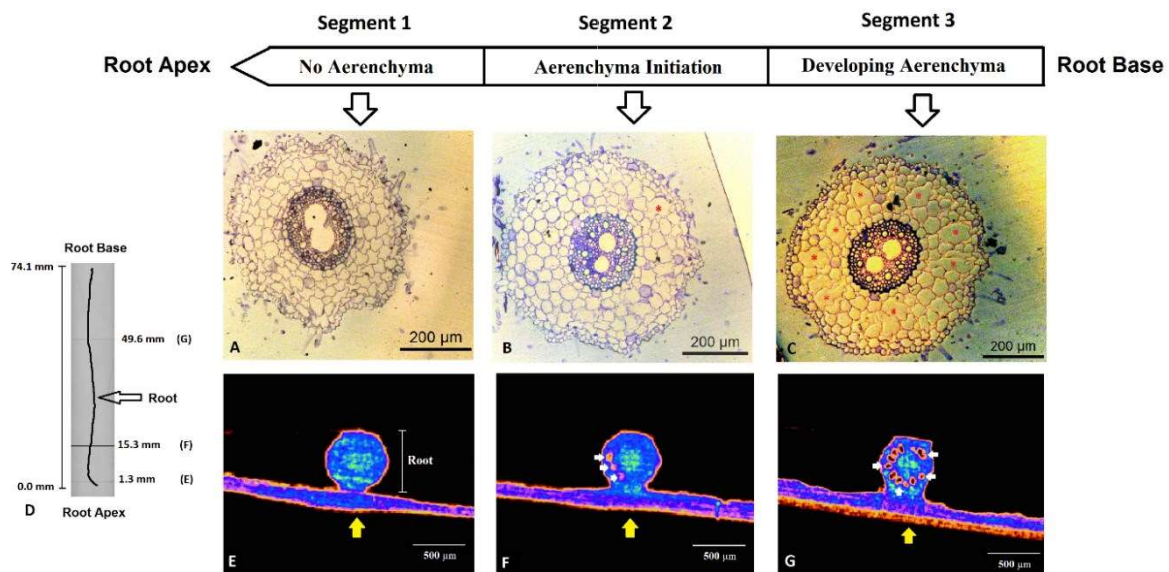 Segment 1
Segment 2
Segment 3
Root Apex
No Aerenchyma
Aerenchyma Initiation
Developing Aerenchyma
Root Base
A
200 µm
B
200 µm
C
200 µm
Root Base
74.1 mm
49.6 mm (G)
Root
15.3 mm (F)
1.3 mm (E)
0.0 mm
D
Root Apex
Root
E
500 µm
F
500 µm
G
500 µm